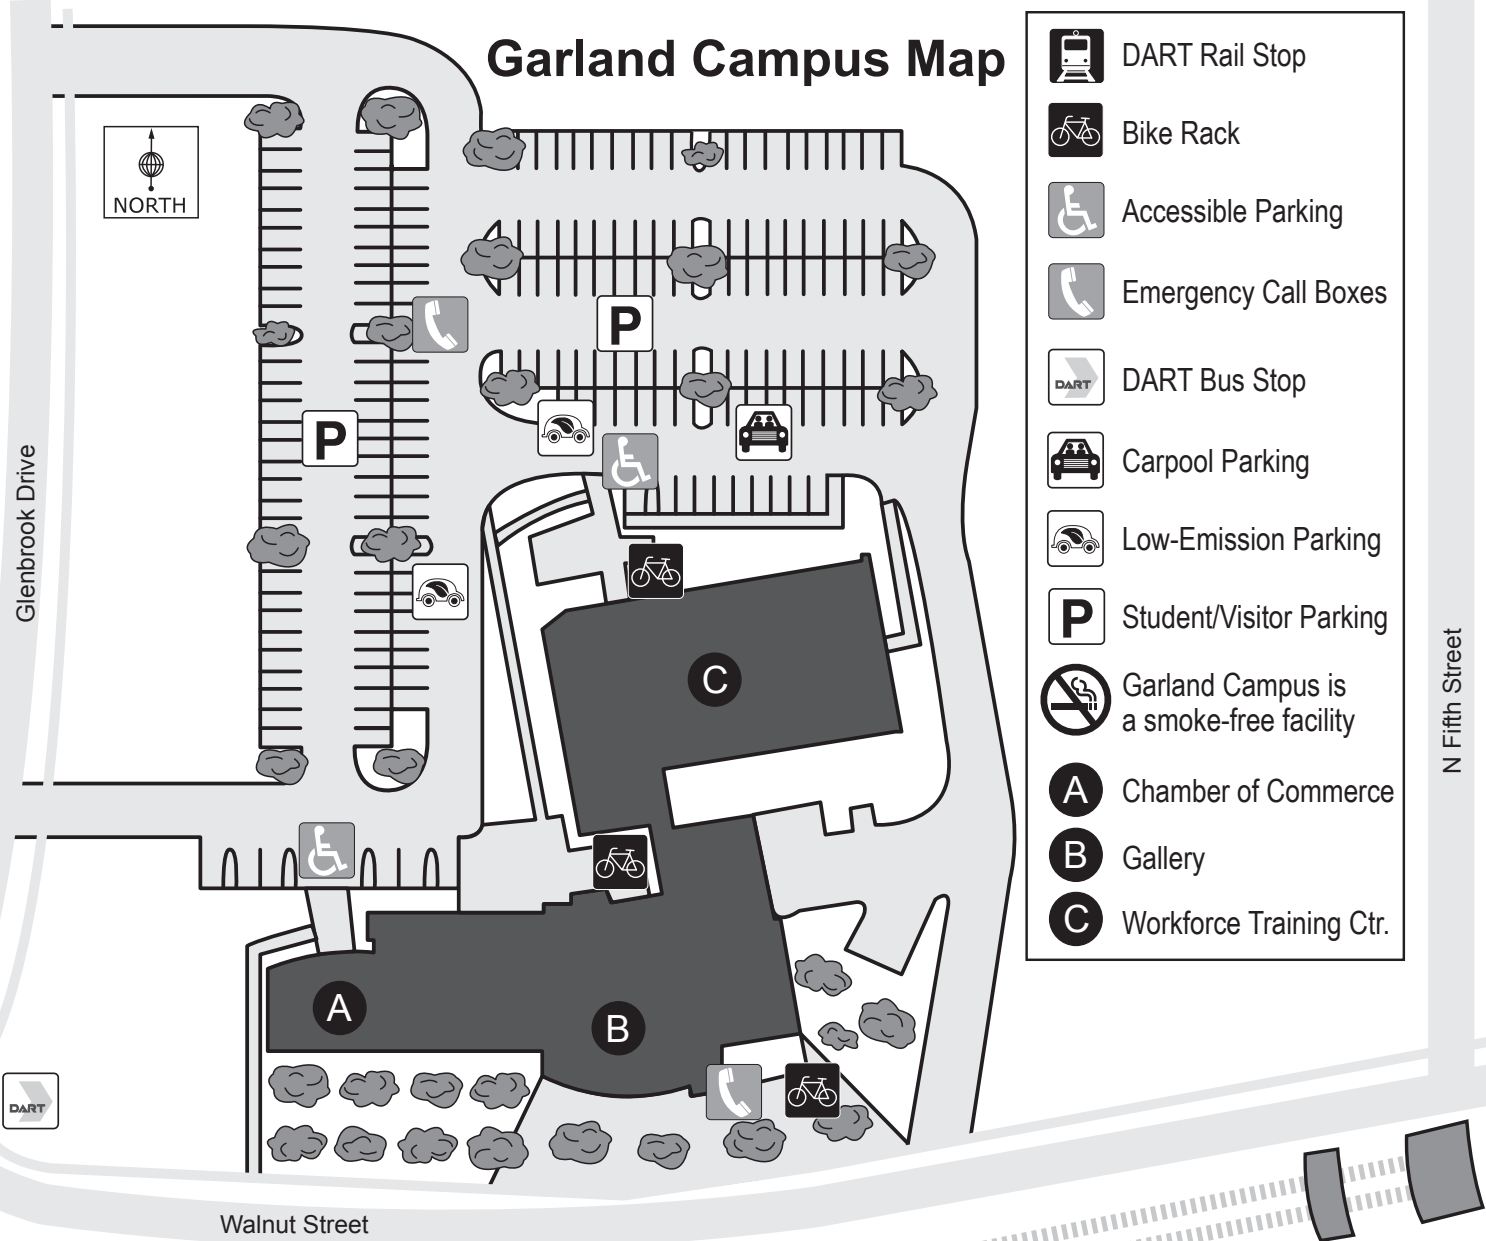 Garland Campus Map
NORTH
P
P
DART Rail Stop
Bike Rack
Accessible Parking
Emergency Call Boxes
DART
DART Bus Stop
Carpool Parking
Low-Emission Parking
P
Student/Visitor Parking
Garland Campus is
a smoke-free facility
A
Chamber of Commerce
B
Gallery
C
Workforce Training Ctr.
Glenbrook Drive
N Fifth Street
C
A
B
DART
Walnut Street